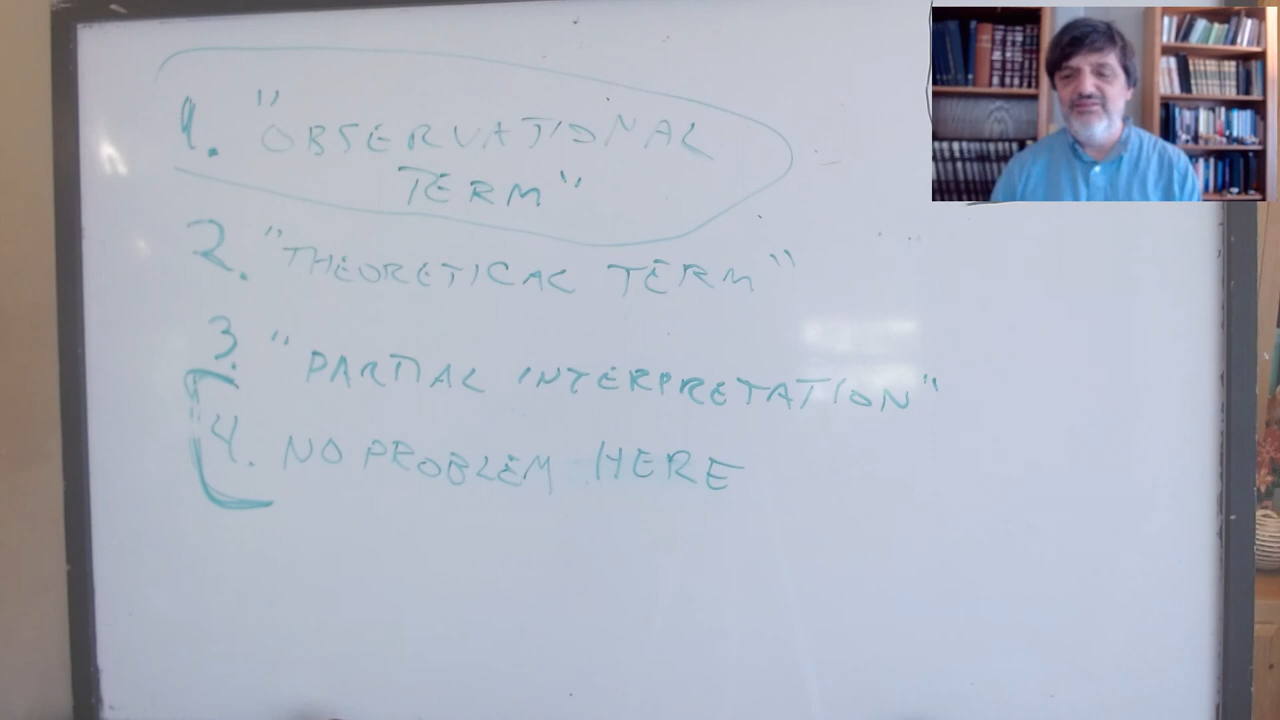 1. "OBSERVATIONAL
TERM"
2. "THEORETICAL TERM"
3. "PARTIAL INTERPRETATION"
4. NO PROBLEM HERE